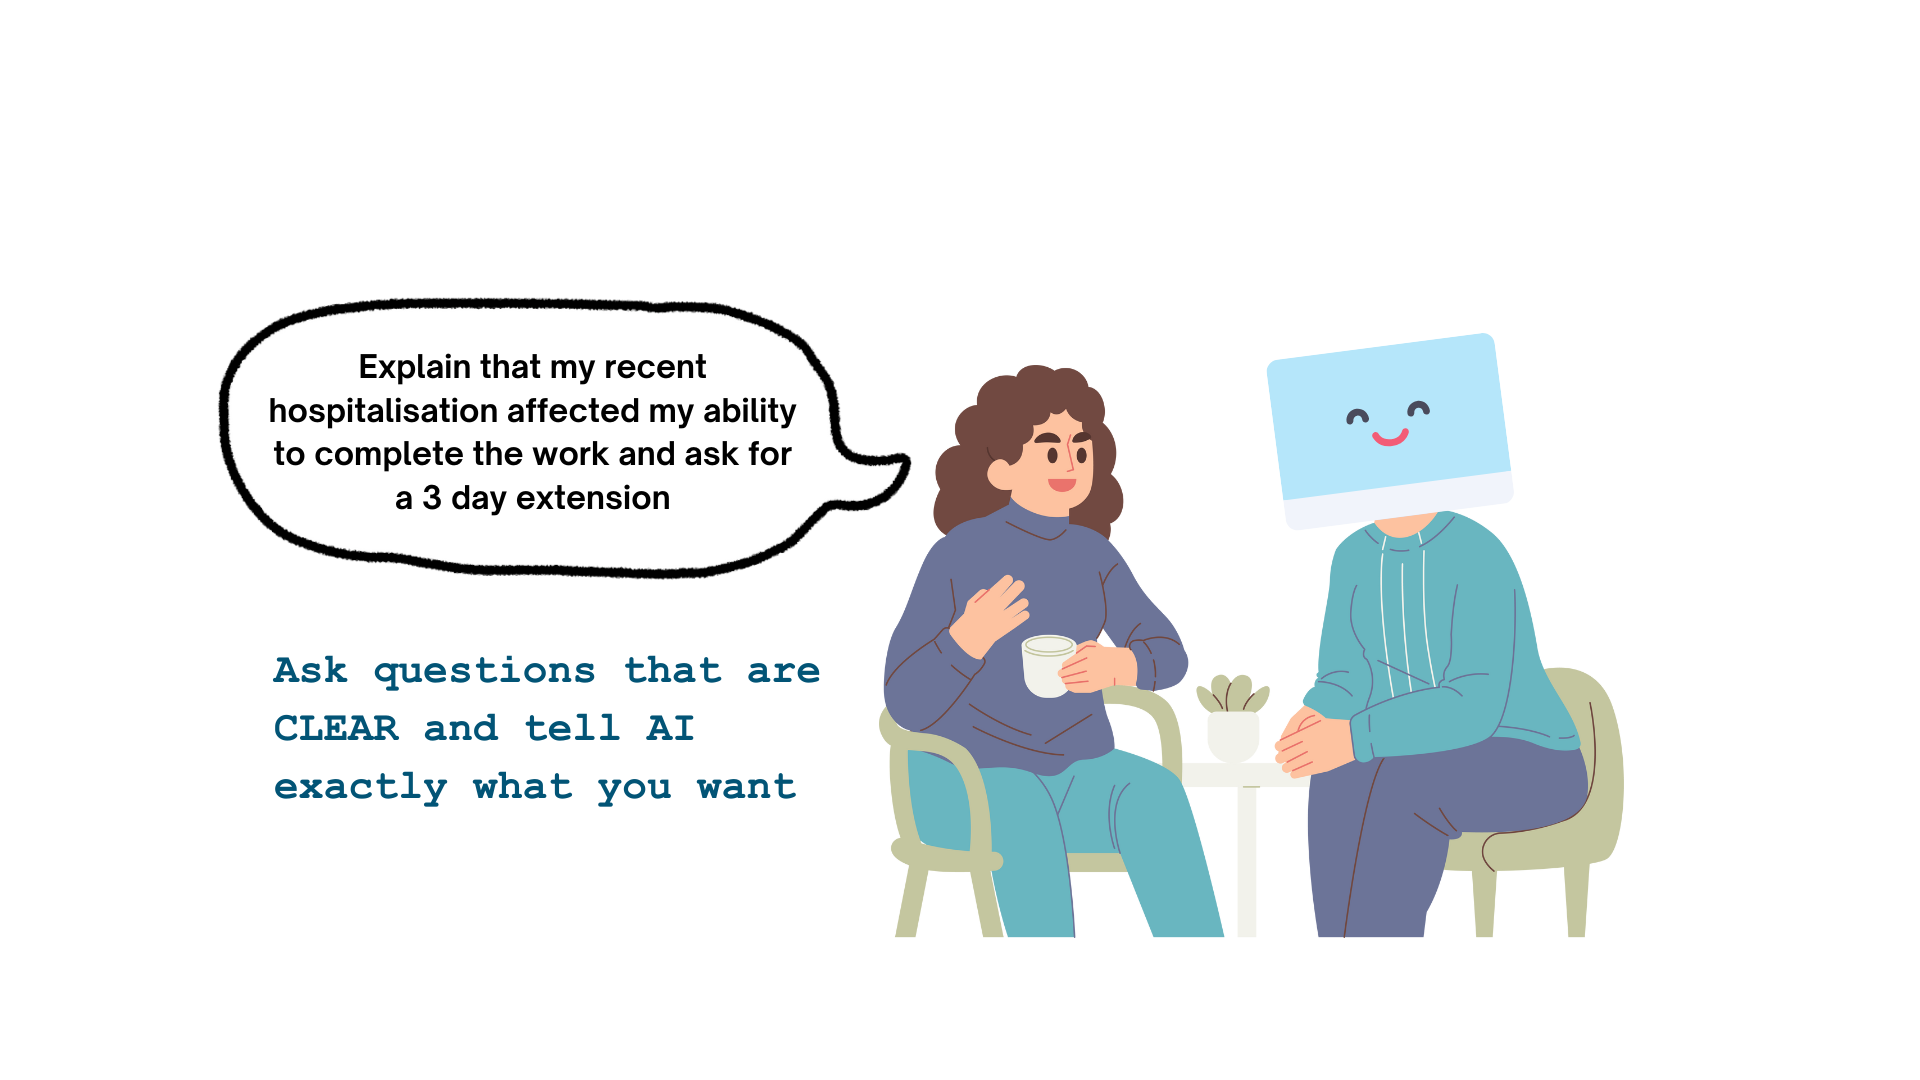 Explain that my recent
hospitalisation affected my ability
to complete the work and ask for
a 3 day extension
Ask questions that are
CLEAR and tell AI
exactly what you want